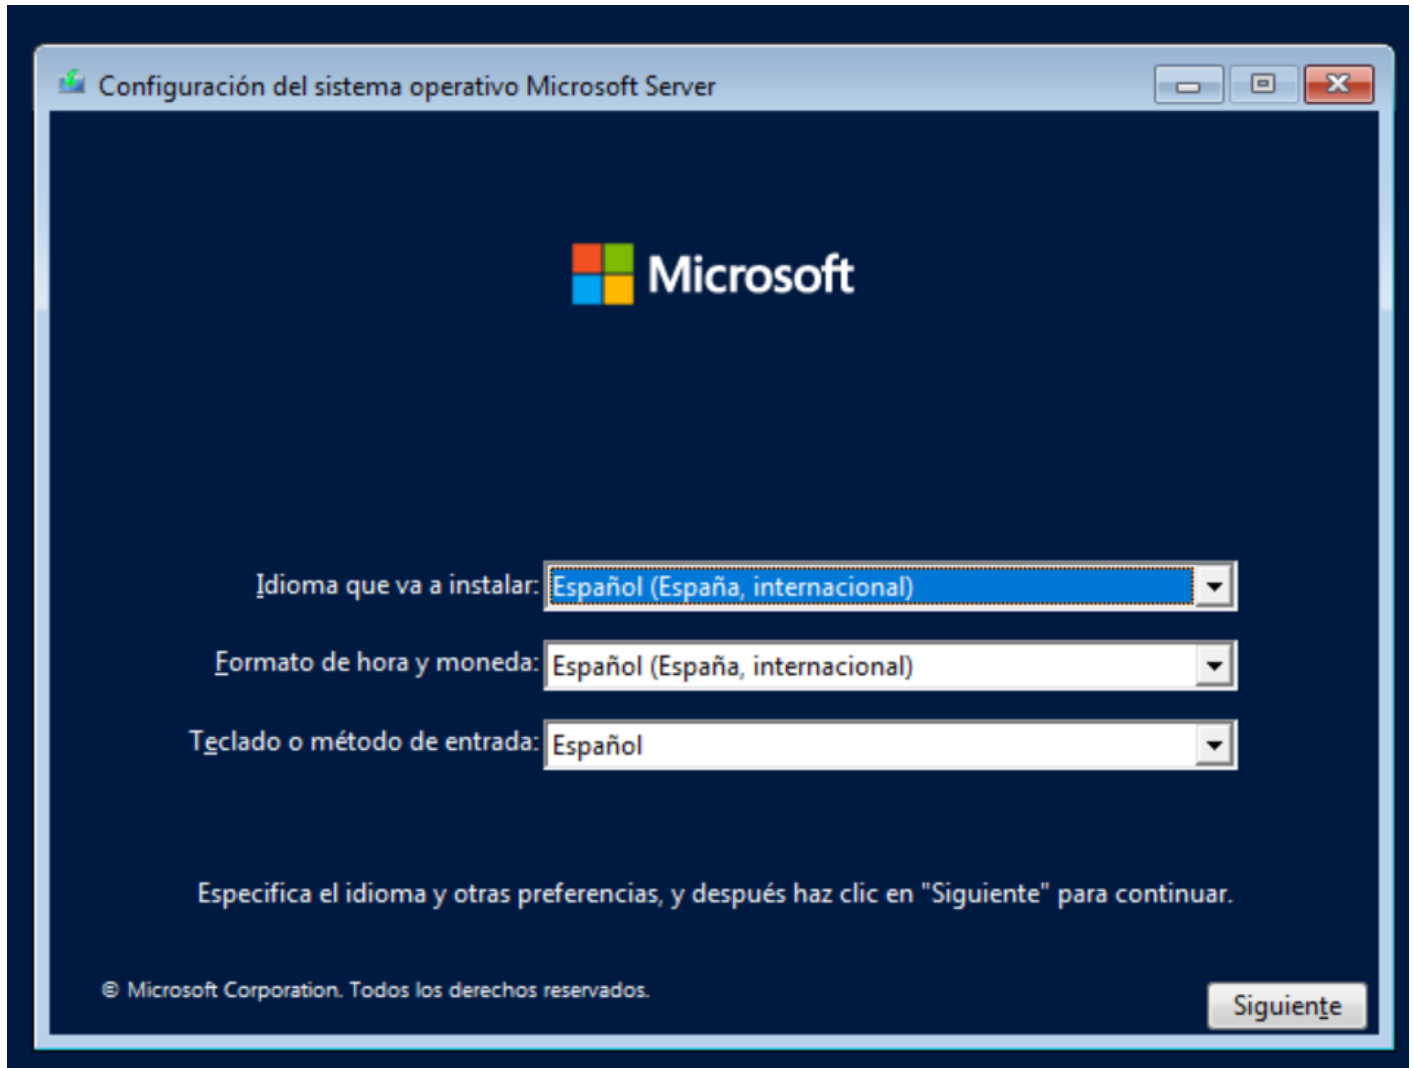 Configuración del sistema operativo Microsoft Server
Microsoft
Idioma que va a instalar: Español (España, internacional)
Formato de hora y moneda: Español (España, internacional)
Teclado o método de entrada: Español
Especifica el idioma y otras preferencias, y después haz clic en "Siguiente" para continuar.
© Microsoft Corporation. Todos los derechos reservados.
Siguiente